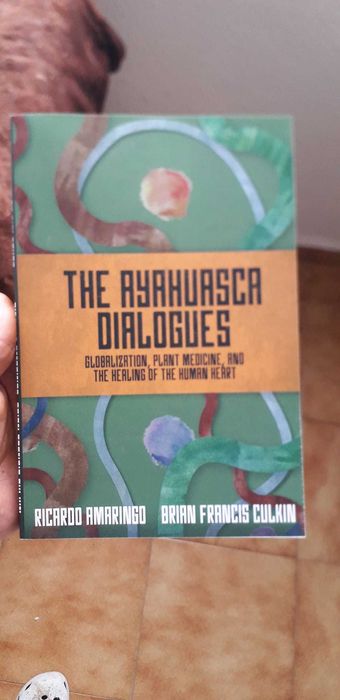 THE AYAHUASCA
DIALOGUES
GLOBALIZATION, PLANT MEDICINE, AND
THE HEALING OF THE HUMAN HEART
RICARDO AMARINGO BRIAN FRANCIS CULKIN